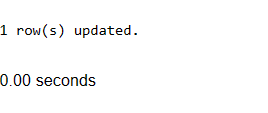 1 row(s) updated.
0.00 seconds